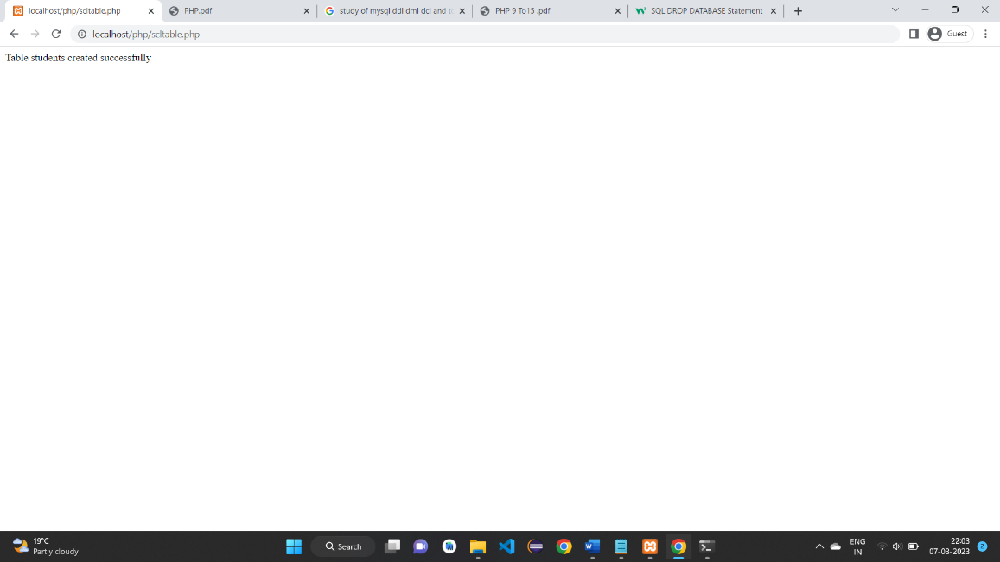 localhost/php/scltable.php
PHP.pdf
study of mysql ddl dml dcl and t
PHP 9 To15 .pdf
SQL DROP DATABASE Statement
localhost/php/scltable.php
Guest
Table students created successfully
19°C
Partly cloudy
Search
ENG
IN
22:03
07-03-2023
2